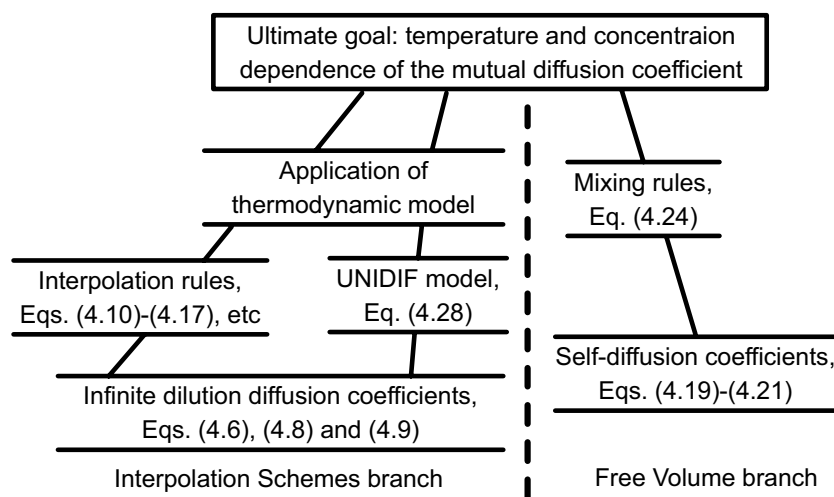 Ultimate goal: temperature and concentraion
dependence of the mutual diffusion coefficient
Application of
thermodynamic model
Interpolation rules,
Eqs. (4.10)-(4.17), etc
UNIDIF model,
Eq. (4.28)
Infinite dilution diffusion coefficients,
Eqs. (4.6), (4.8) and (4.9)
Interpolation Schemes branch
Mixing rules,
Eq. (4.24)
Self-diffusion coefficients,
Eqs. (4.19)-(4.21)
Free Volume branch